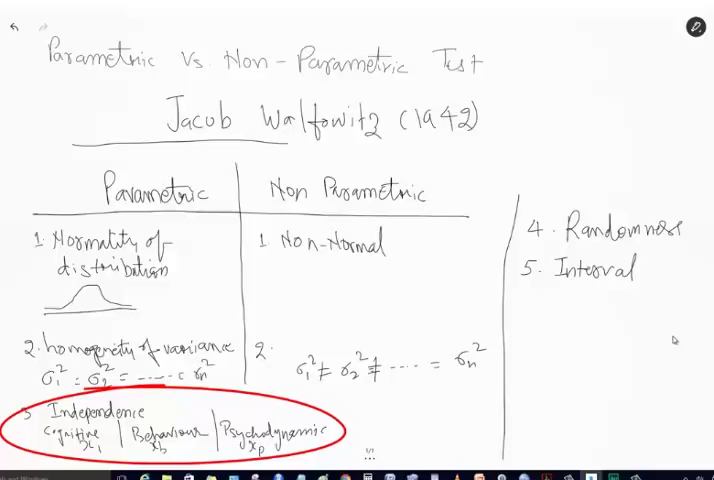 Parametric Vs. Non-Parametric Test
Jacob Walfowitz (1942)
Parametric
Non Parametric
1. Normality of
distribution
1. Non-Normal
2. homogeneity of variance
σ₁² = σ₂² = ..... = σn²
2.
σ₁² ≠ σ₂² ≠ ..... = σn²
3. Independence
Cognitive | Behaviour | Psychodynamic
xb xp
4. Randomness
5. Interval